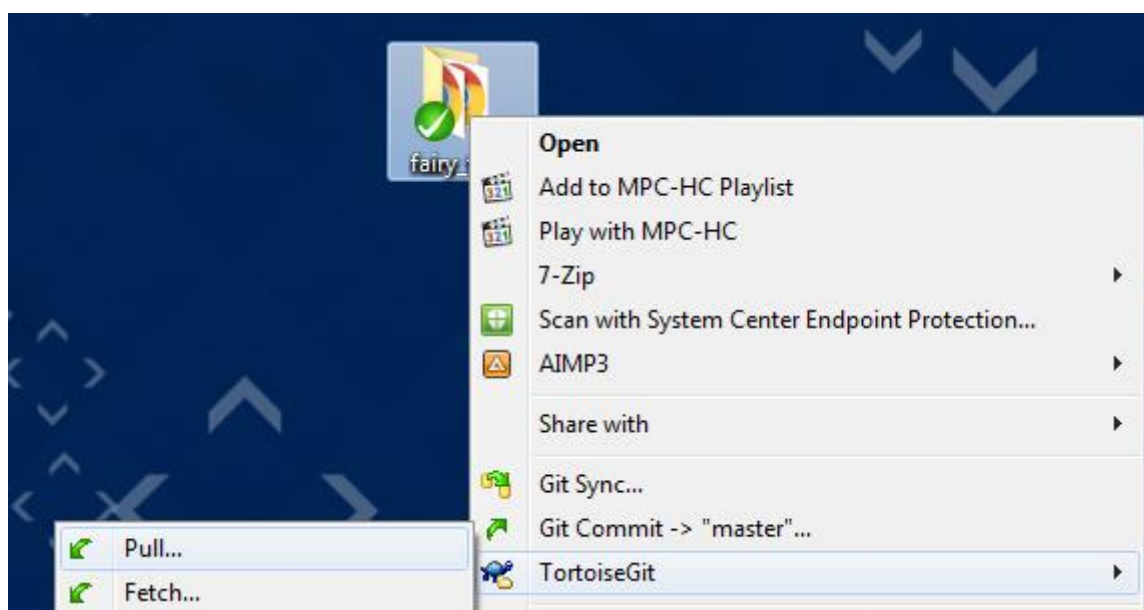 fairy_
Open
Add to MPC-HC Playlist
Play with MPC-HC
7-Zip
Scan with System Center Endpoint Protection...
AIMP3
Share with
Git Sync...
Git Commit -> "master"...
TortoiseGit
Pull...
Fetch...